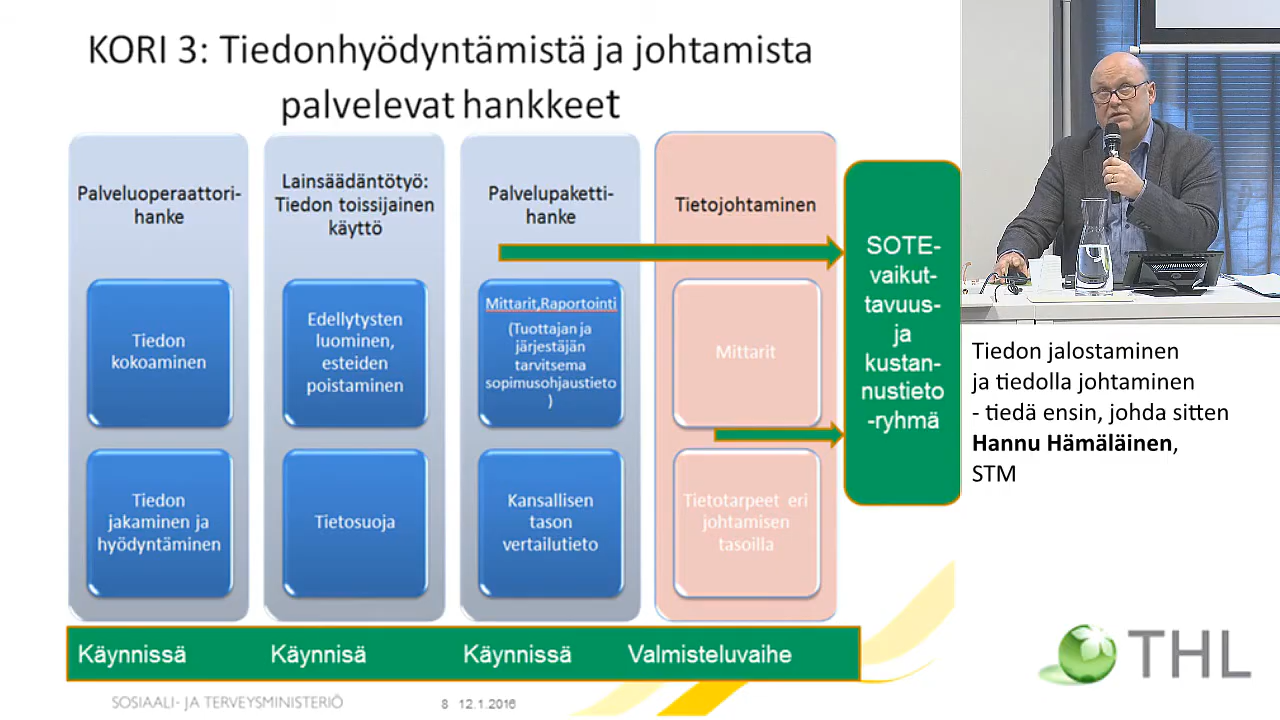 KORI 3: Tiedonhyödyntämistä ja johtamista
palvelevat hankkeet
Palveluoperaattori-
hanke
Tiedon
kokoaminen
Tiedon
jakaminen ja
hyödyntäminen
Lainsäädäntötyö:
Tiedon toissijainen
käyttö
Edellytysten
luominen,
esteiden
poistaminen
Tietosuoja
Palvelupaketti-
hanke
Mittarit,Raportointi
(Tuottajan ja
järjestäjän
tarvitsema
sopimusohjaustieto
)
Kansallisen
tason
vertailutieto
Tietojohtaminen
Mittarit
Tietotarpeet eri
johtamisen
tasoilla
SOTE-
vaikut-
tavuus-
ja
kustan-
nustieto
-ryhmä
Käynnissä
Käynnisä
Käynnissä
Valmisteluvaihe
SOSIAALI- JA TERVEYSMINISTERIÖ
8 12.1.2016
Tiedon jalostaminen
ja tiedolla johtaminen
- tiedä ensin, johda sitten
Hannu Hämäläinen,
STM
THL